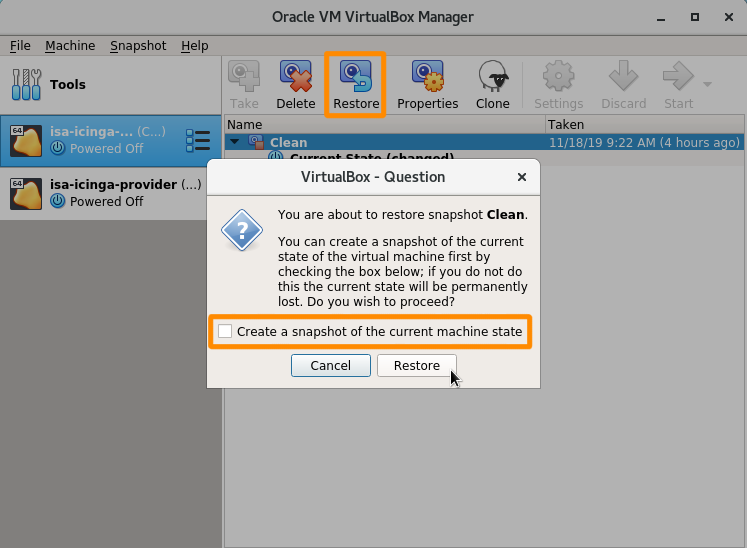 Oracle VM VirtualBox Manager
File Machine Snapshot Help
Tools
Take Delete Restore Properties Clone Settings Discard Start
Name Taken
64 isa-icinga-... (C...)
Powered Off
64 isa-icinga-provider (...)
Powered Off
Clean 11/18/19 9:22 AM (4 hours ago)
Current State (changed)
VirtualBox - Question
You are about to restore snapshot Clean.
You can create a snapshot of the current
state of the virtual machine first by
checking the box below; if you do not do
this the current state will be permanently
lost. Do you wish to proceed?
Create a snapshot of the current machine state
Cancel Restore